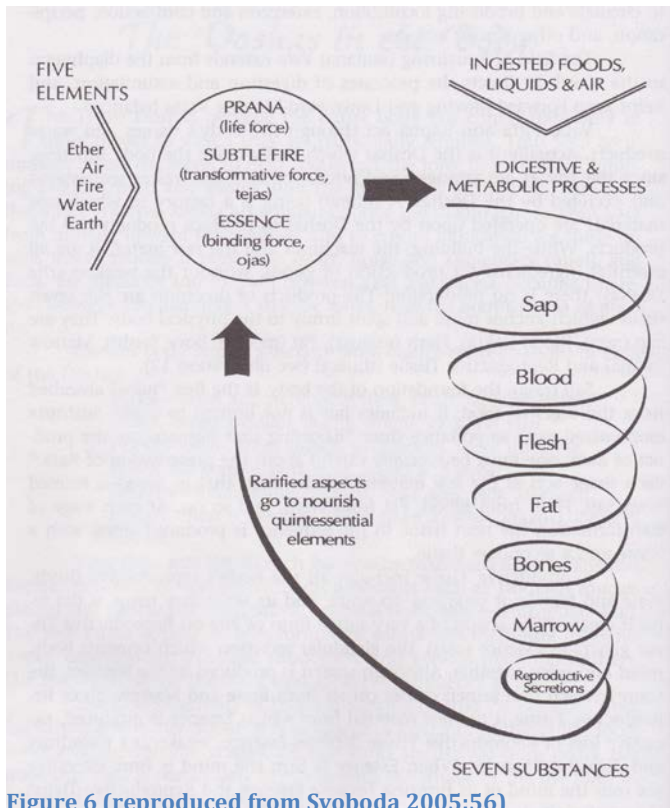 FIVE
ELEMENTS
Ether
Air
Fire
Water
Earth
PRANA
(life force)
SUBTLE FIRE
(transformative force,
tejas)
ESSENCE
(binding force,
ojas)
INGESTED FOODS,
LIQUIDS & AIR
DIGESTIVE &
METABOLIC PROCESSES
Sap
Blood
Flesh
Fat
Bones
Marrow
Reproductive
Secretions
Rarified aspects
go to nourish
quintessential
elements
SEVEN SUBSTANCES
Figure 6 (reproduced from Svoboda 2005:56)